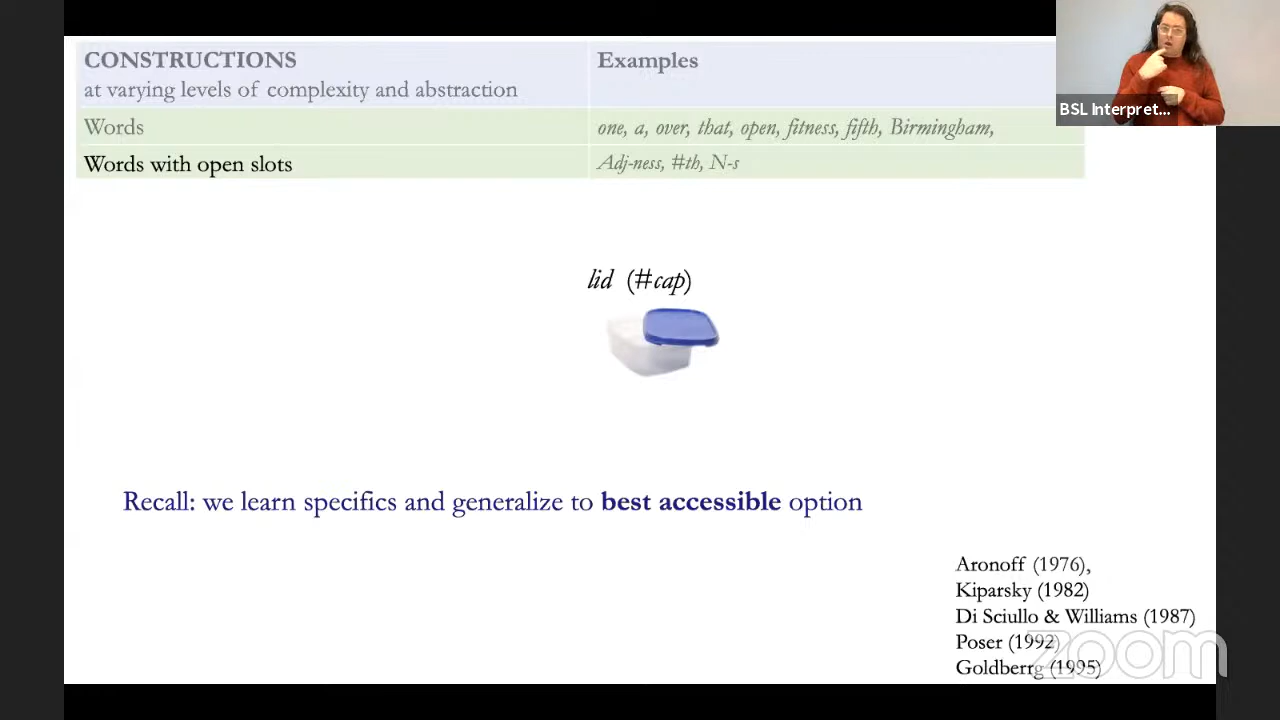 CONSTRUCTIONS
at varying levels of complexity and abstraction
Examples
Words
one, a, over, that, open, fitness, fifth, Birmingham,
Words with open slots
Adj-ness, #th, N-s
BSL Interpret...
lid (#cap)
Recall: we learn specifics and generalize to best accessible option
Aronoff (1976),
Kiparsky (1982)
Di Sciullo & Williams (1987)
Poser (1992)
Goldberrg (1995)
zoom